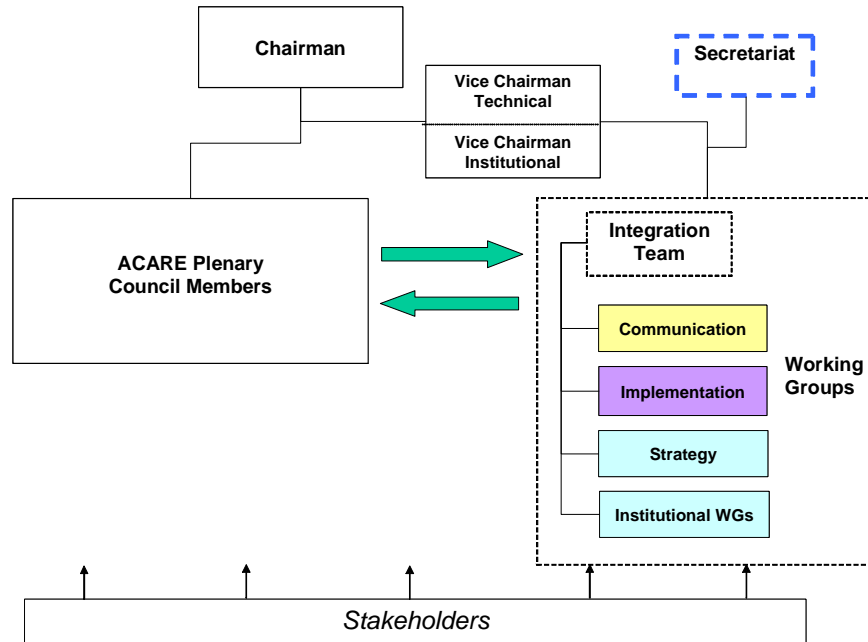 Chairman
Secretariat
Vice Chairman
Technical
Vice Chairman
Institutional
ACARE Plenary
Council Members
Integration
Team
Communication
Working
Groups
Implementation
Strategy
Institutional WGs
Stakeholders